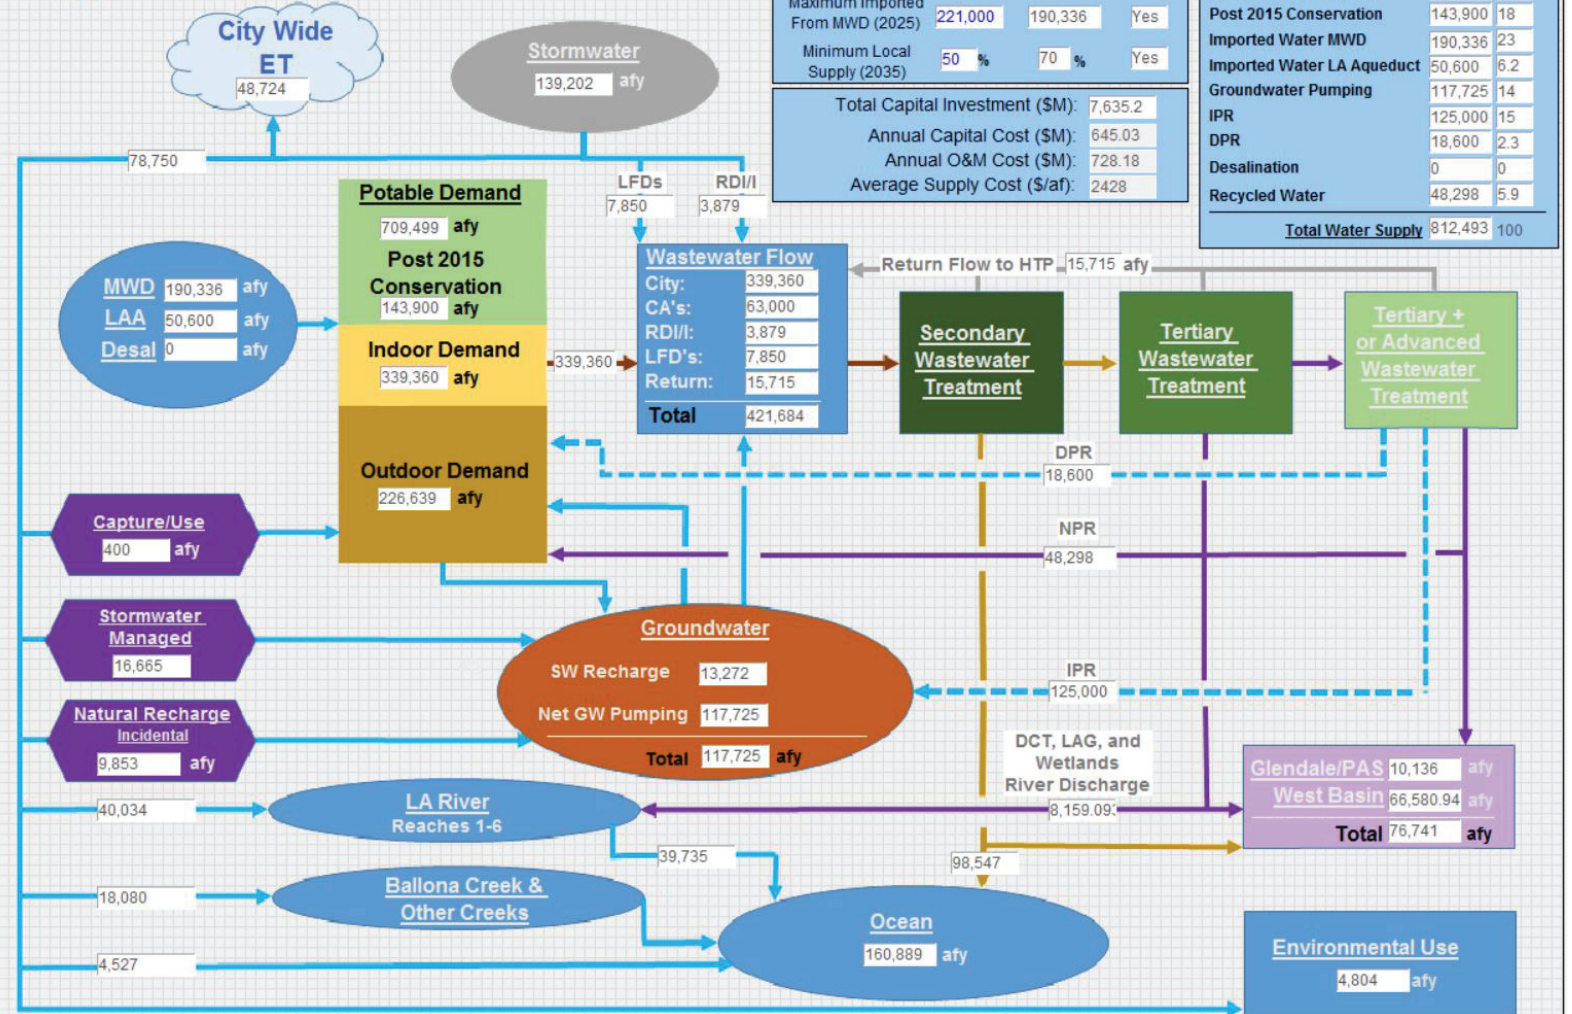 City Wide
ET
48,724
Stormwater
139,202 afy
Maximum Imported
From MWD (2025) 221,000 190,336 Yes
Minimum Local
Supply (2035) 50 % 70 % Yes
Total Capital Investment ($M): 7,635.2
Annual Capital Cost ($M): 645.03
Annual O&M Cost ($M): 728.18
Average Supply Cost ($/af): 2428
Post 2015 Conservation 143,900 18
Imported Water MWD 190,336 23
Imported Water LA Aqueduct 50,600 6.2
Groundwater Pumping 117,725 14
IPR 125,000 15
DPR 18,600 2.3
Desalination 0 0
Recycled Water 48,298 5.9
Total Water Supply 812,493 100
78,750
LFDs
7,850
RDI/I
3,879
Potable Demand
709,499 afy
Post 2015
Conservation
143,900 afy
Indoor Demand
339,360 afy
Outdoor Demand
226,639 afy
MWD 190,336 afy
LAA 50,600 afy
Desal 0 afy
339,360
Wastewater Flow
City: 339,360
CA's: 63,000
RDI/I: 3,879
LFD's: 7,850
Return: 15,715
Total 421,684
Return Flow to HTP 15,715 afy
Secondary
Wastewater
Treatment
Tertiary
Wastewater
Treatment
Tertiary +
or Advanced
Wastewater
Treatment
DPR
18,600
NPR
48,298
Capture/Use
400 afy
Stormwater
Managed
16,665
Natural Recharge
Incidental
9,853 afy
Groundwater
SW Recharge 13,272
Net GW Pumping 117,725
Total 117,725 afy
IPR
125,000
DCT, LAG, and
Wetlands
River Discharge
8,159.093
Glendale/PAS 10,136 afy
West Basin 66,580.94 afy
Total 76,741 afy
40,034
LA River
Reaches 1-6
39,735
98,547
18,080
Ballona Creek &
Other Creeks
4,527
Ocean
160,889 afy
Environmental Use
4,804 afy